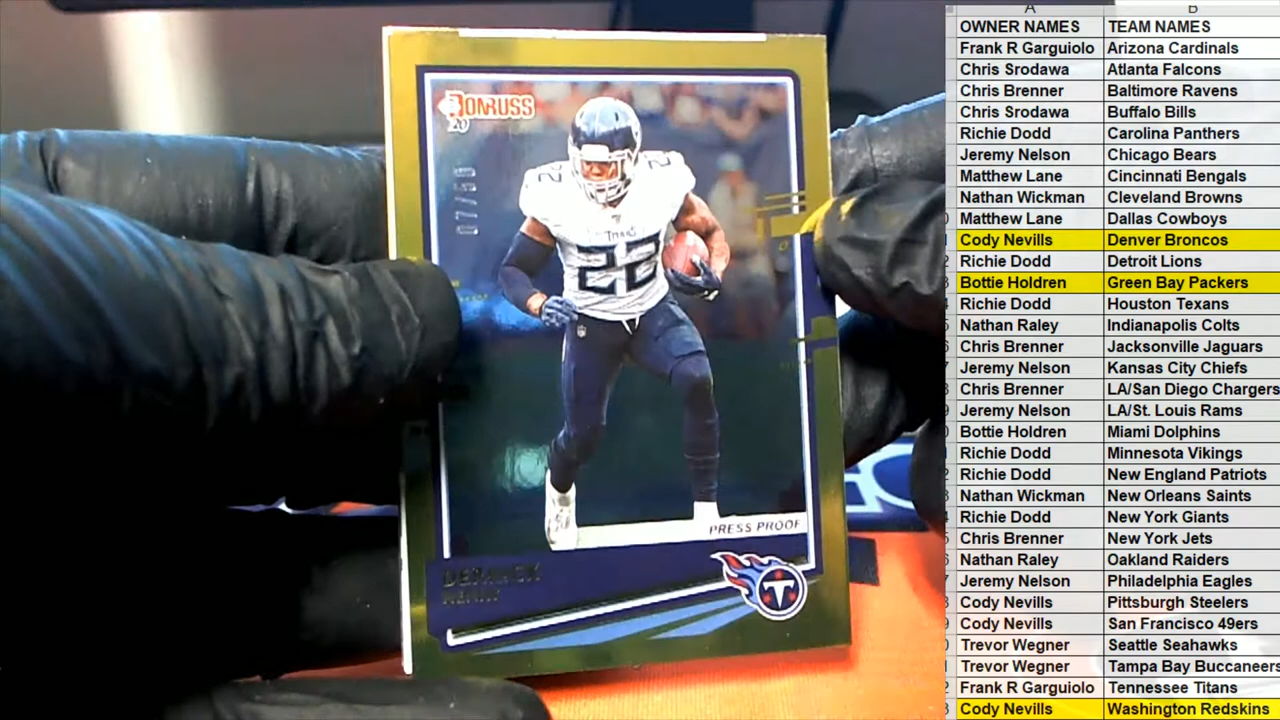 DONRUSS
20
07/50
22
22
TITANS
22
PRESS PROOF
DERRICK
HENRY
T
A B
OWNER NAMES TEAM NAMES
Frank R Garguiolo Arizona Cardinals
Chris Srodawa Atlanta Falcons
Chris Brenner Baltimore Ravens
Chris Srodawa Buffalo Bills
Richie Dodd Carolina Panthers
Jeremy Nelson Chicago Bears
Matthew Lane Cincinnati Bengals
Nathan Wickman Cleveland Browns
Matthew Lane Dallas Cowboys
Cody Nevills Denver Broncos
Richie Dodd Detroit Lions
Bottie Holdren Green Bay Packers
Richie Dodd Houston Texans
Nathan Raley Indianapolis Colts
Chris Brenner Jacksonville Jaguars
Jeremy Nelson Kansas City Chiefs
Chris Brenner LA/San Diego Chargers
Jeremy Nelson LA/St. Louis Rams
Bottie Holdren Miami Dolphins
Richie Dodd Minnesota Vikings
Richie Dodd New England Patriots
Nathan Wickman New Orleans Saints
Richie Dodd New York Giants
Chris Brenner New York Jets
Nathan Raley Oakland Raiders
Jeremy Nelson Philadelphia Eagles
Cody Nevills Pittsburgh Steelers
Cody Nevills San Francisco 49ers
Trevor Wegner Seattle Seahawks
Trevor Wegner Tampa Bay Buccaneers
Frank R Garguiolo Tennessee Titans
Cody Nevills Washington Redskins